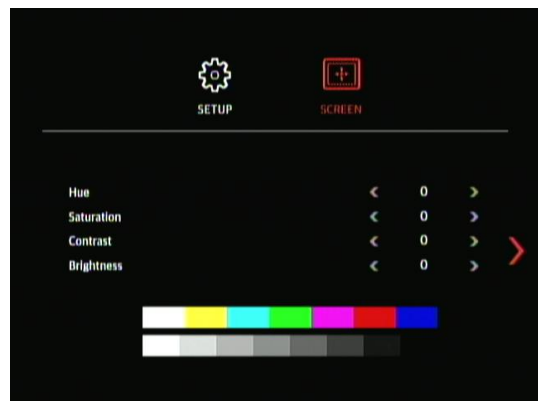 SETUP SCREEN
Hue 0
Saturation 0
Contrast 0
Brightness 0